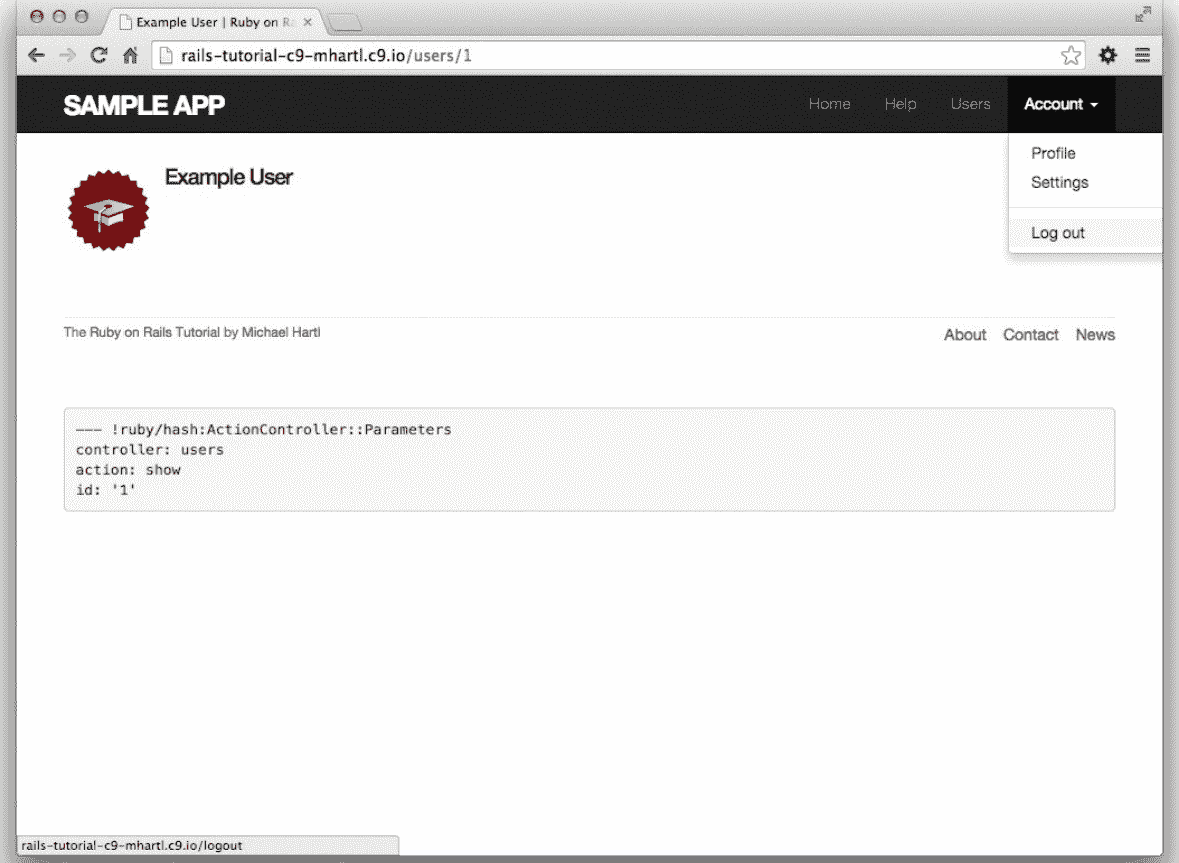 Example User | Ruby on Ra
rails-tutorial-c9-mhartl.c9.io/users/1
SAMPLE APP
Home Help Users Account
Profile
Settings
Log out
Example User
The Ruby on Rails Tutorial by Michael Hartl
About Contact News
--- !ruby/hash:ActionController::Parameters
controller: users
action: show
id: '1'
rails-tutorial-c9-mhartl.c9.io/logout